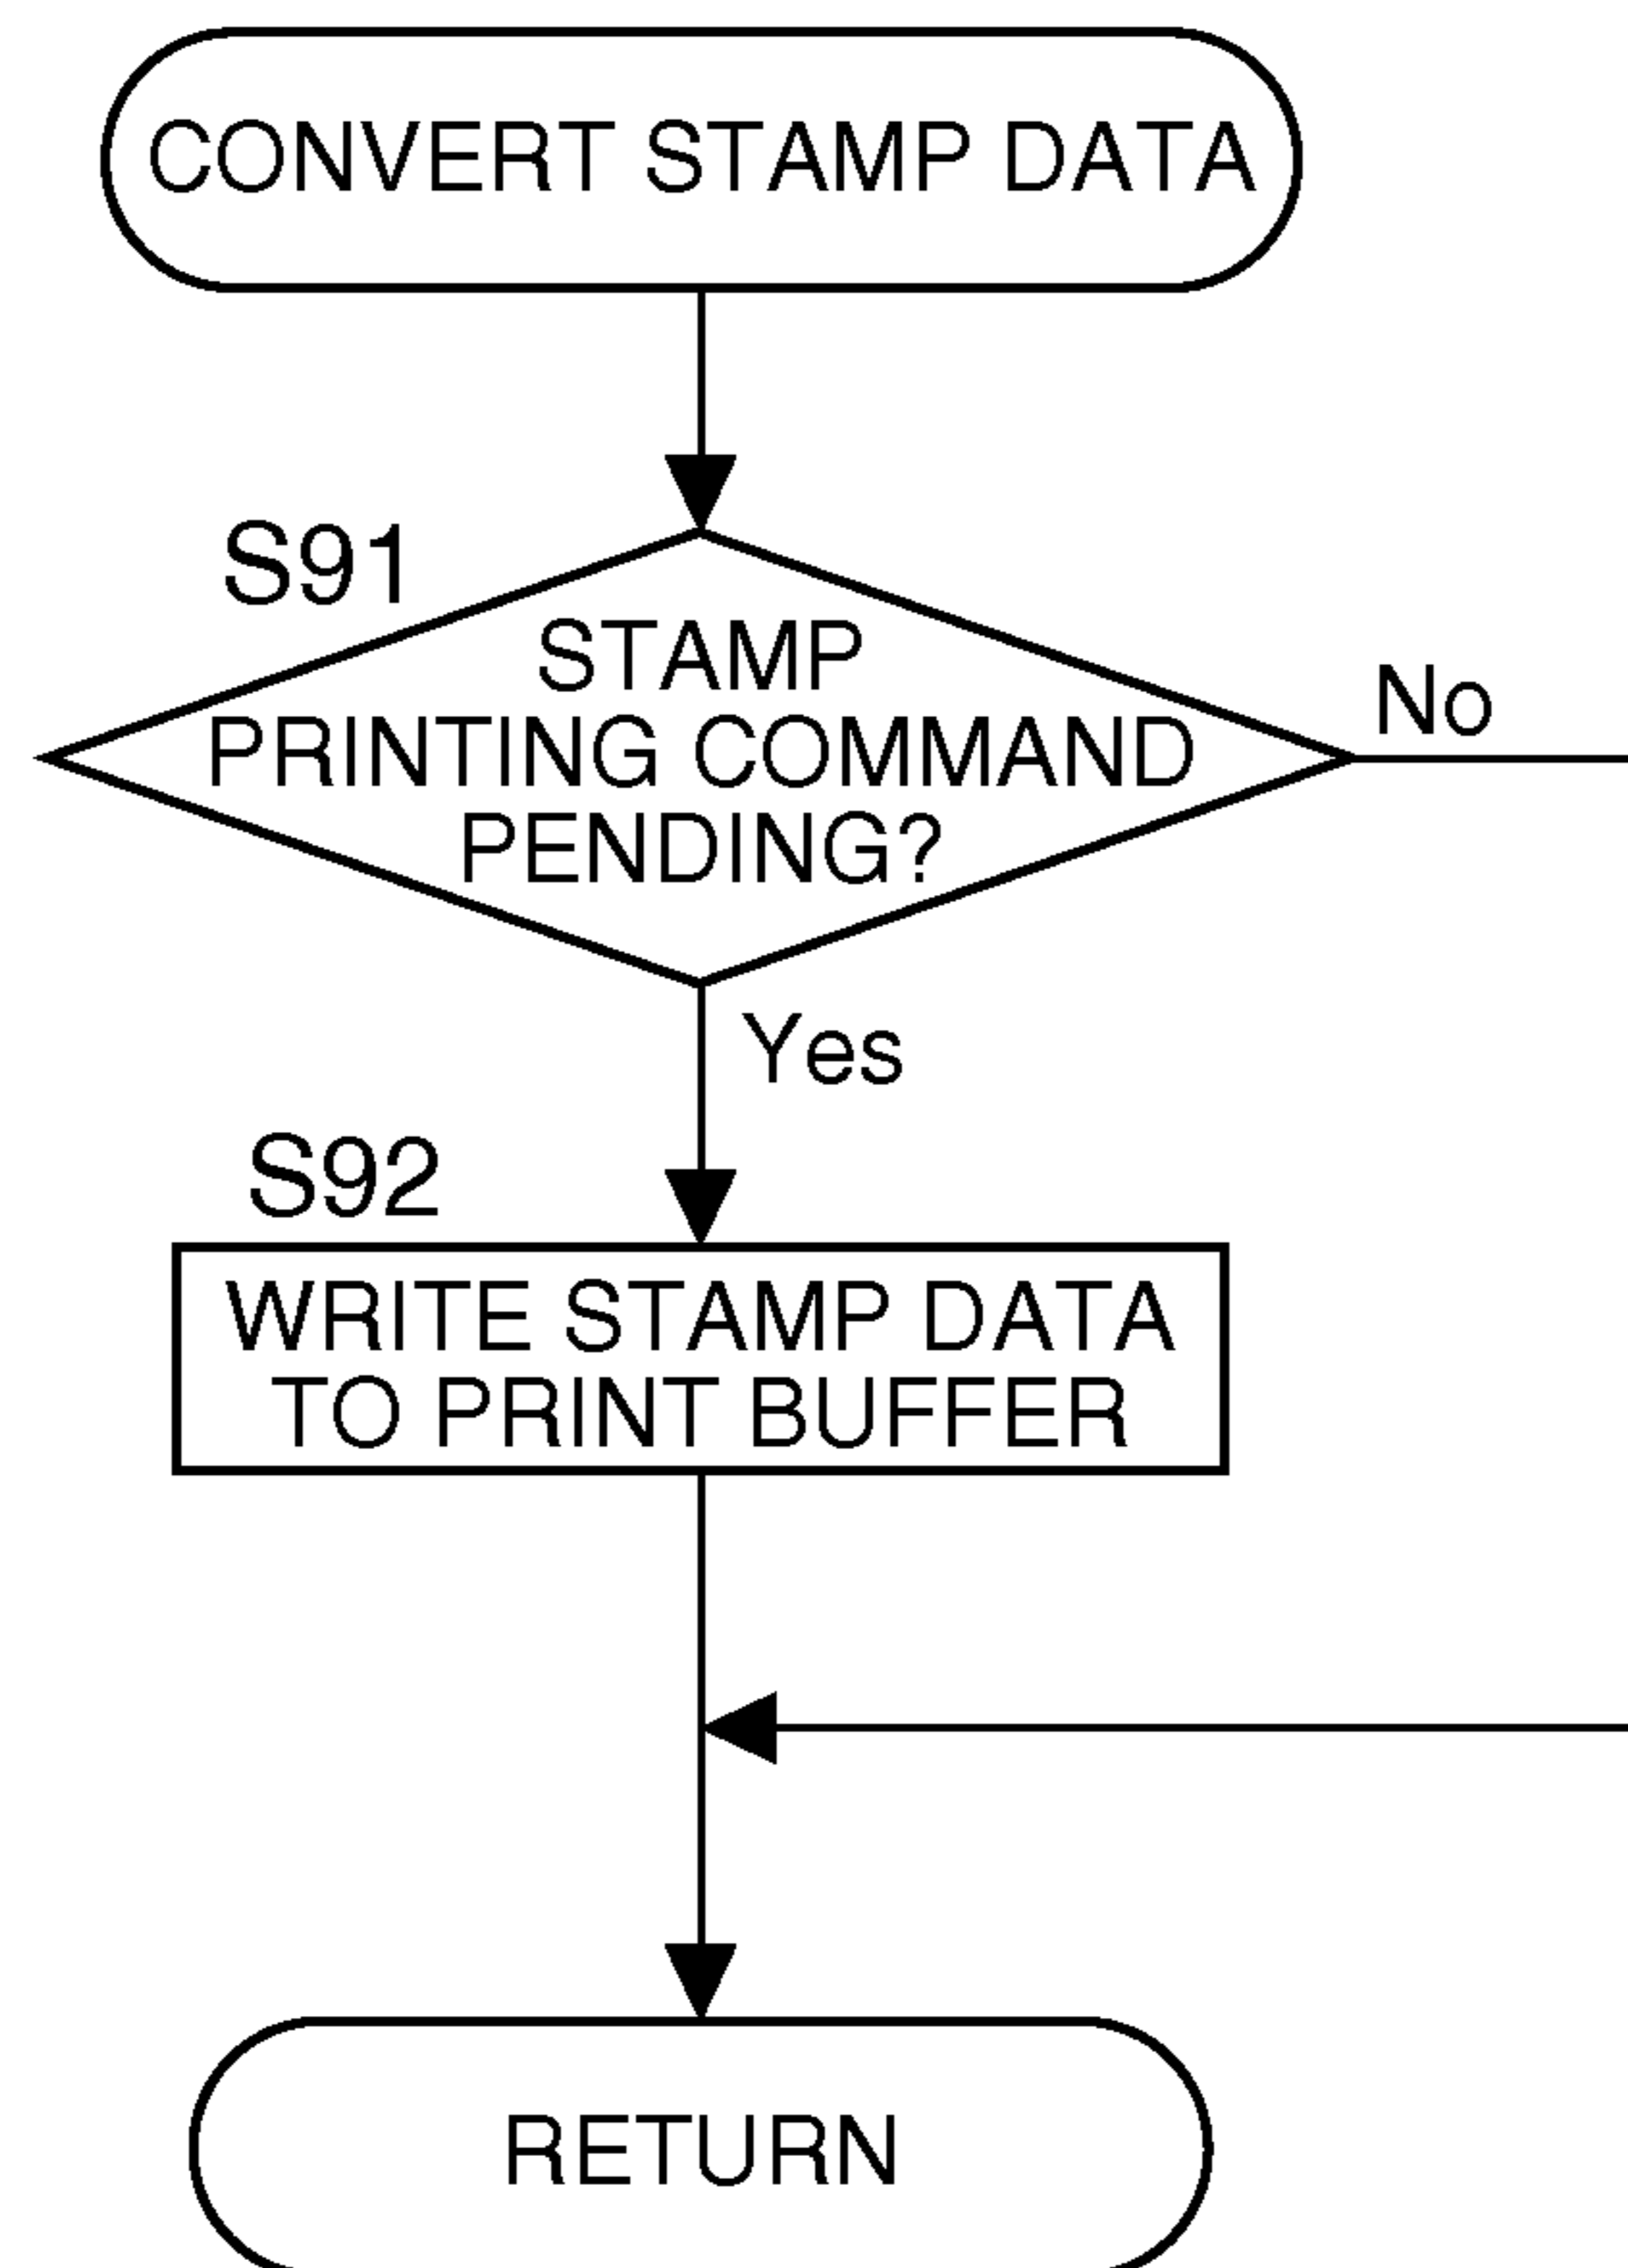 CONVERT STAMP DATA
S91
STAMP
PRINTING COMMAND
PENDING?
No
Yes
S92
WRITE STAMP DATA
TO PRINT BUFFER
RETURN